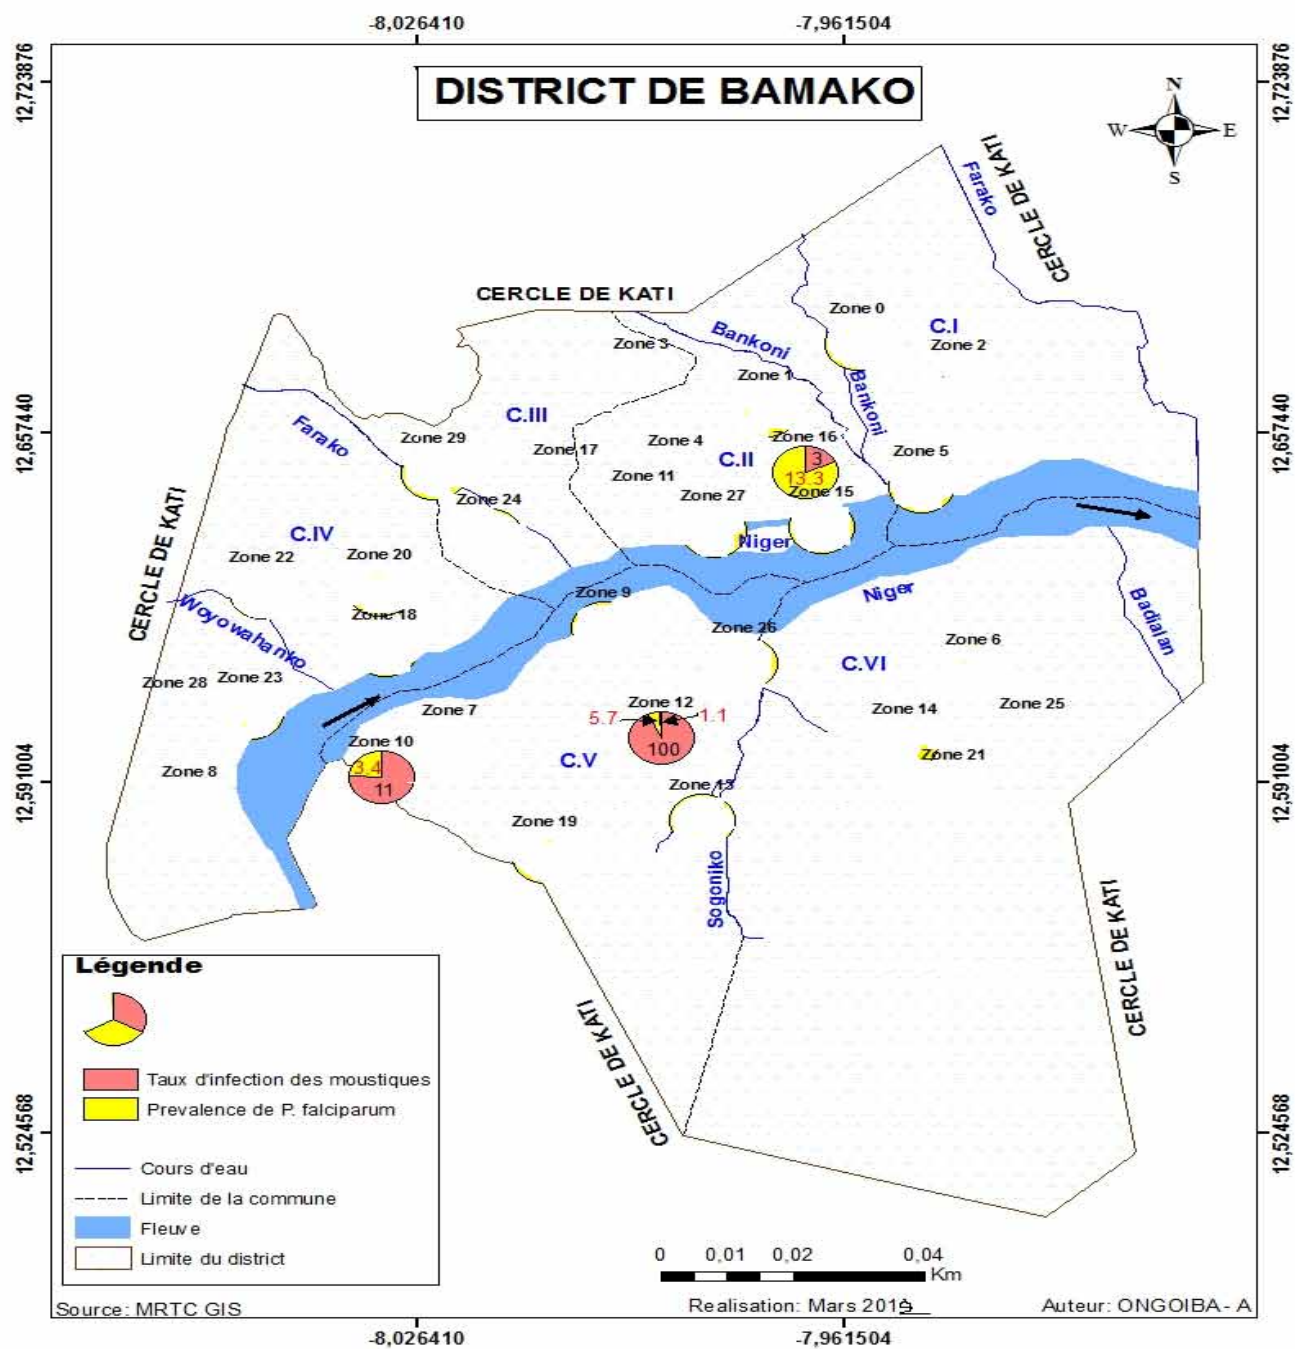 -8,026410 -7,961504
12,723876 12,723876
DISTRICT DE BAMAKO
N
W E
S
CERCLE DE KATI
Farako
CERCLE DE KATI
Zone 0
C.I
Zone 2
Bankoni
Zone 3
Zone 1
Bankoni
C.III
12,657440 12,657440
Farako
Zone 29
Zone 17
Zone 4
Zone 16
Zone 5
C.II
3
13.3
Zone 11
Zone 27
Zone 15
Zone 24
CERCLE DE KATI
C.IV
Zone 22
Zone 20
Niger
Zone 9
Niger
Woyowahanko
Zone 18
Zone 26
Badialan
Zone 6
C.VI
Zone 28
Zone 23
Zone 7
Zone 12
5.7
1.1
100
Zone 14
Zone 25
Zone 10
3.4
11
C.V
Zone 21
Zone 8
Zone 13
12,591004 12,591004
Zone 19
Sogoniko
CERCLE DE KATI
CERCLE DE KATI
Légende
Taux d'infection des moustiques
Prevalence de P. falciparum
Cours d'eau
Limite de la commune
Fleuve
Limite du district
12,524568 12,524568
0 0,01 0,02 0,04
Km
Source: MRTC GIS
Realisation: Mars
Auteur: ONGOIBA - A
-8,026410 -7,961504